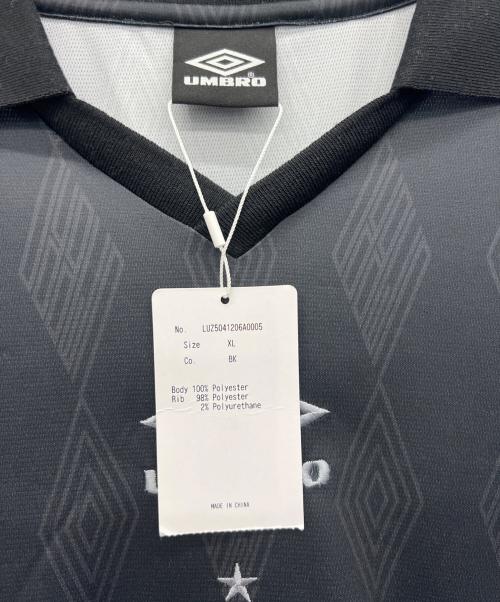 UMBRO®
No. LUZ5041206A0005
Size XL
Co. BK
Body 100% Polyester
Rib 98% Polyester
2% Polyurethane
U O
MADE IN CHINA